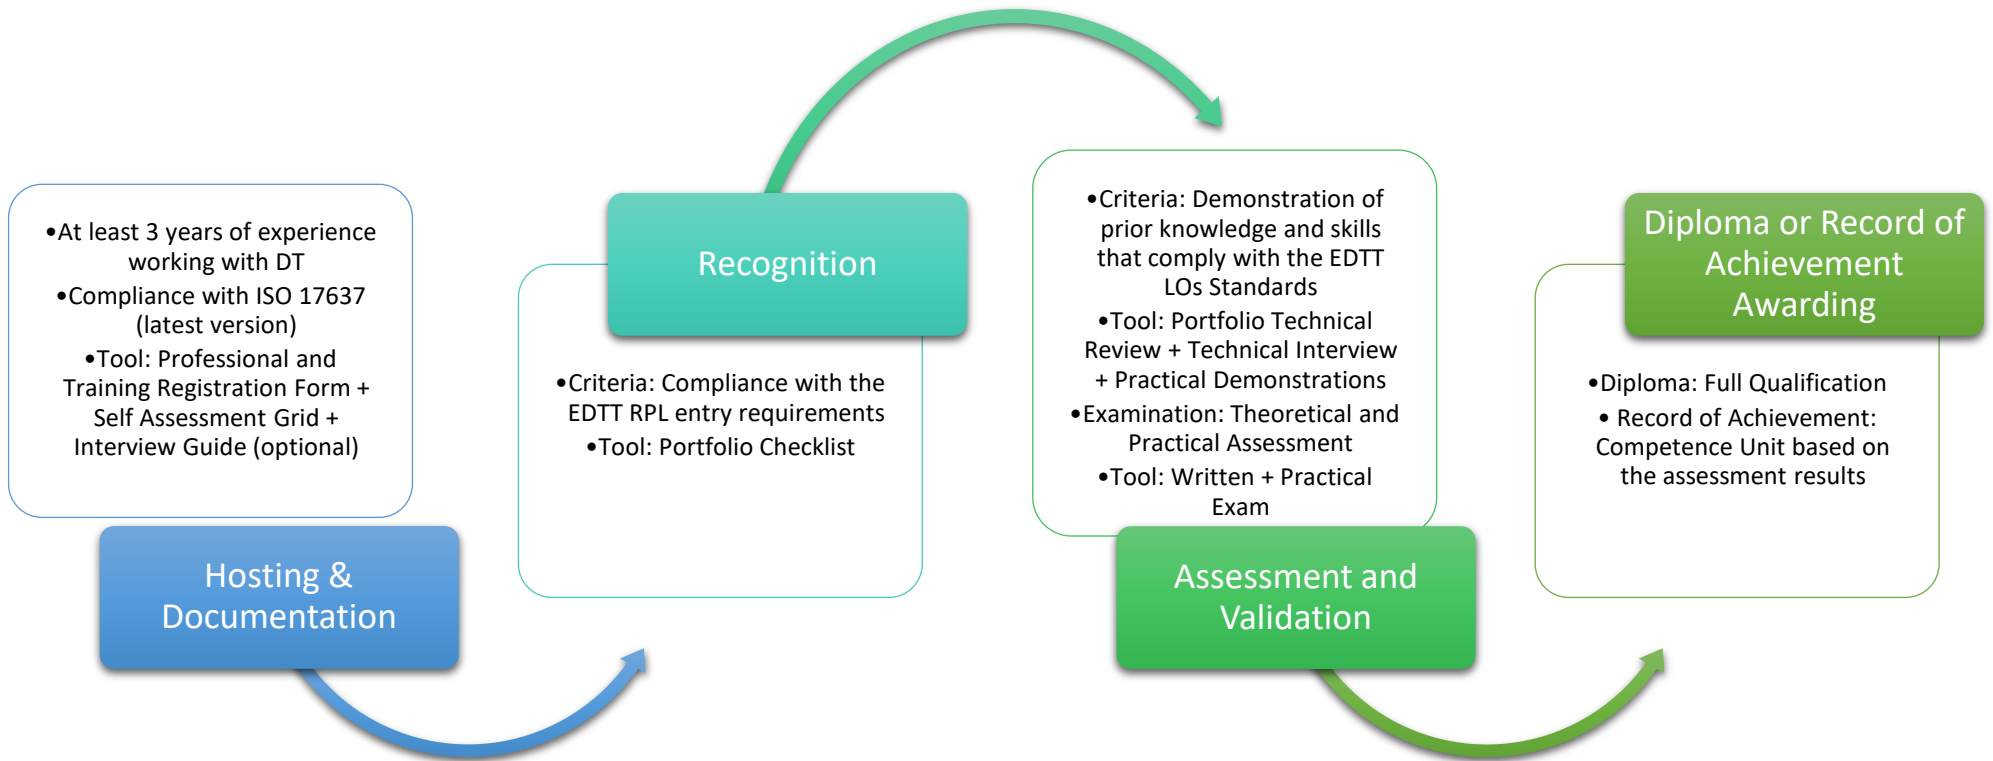 •At least 3 years of experience
working with DT
•Compliance with ISO 17637
(latest version)
•Tool: Professional and
Training Registration Form +
Self Assessment Grid +
Interview Guide (optional)
Hosting &
Documentation
Recognition
•Criteria: Compliance with the
EDTT RPL entry requirements
•Tool: Portfolio Checklist
•Criteria: Demonstration of
prior knowledge and skills
that comply with the EDTT
LOs Standards
•Tool: Portfolio Technical
Review + Technical Interview
+ Practical Demonstrations
•Examination: Theoretical and
Practical Assessment
•Tool: Written + Practical
Exam
Assessment and
Validation
Diploma or Record of
Achievement
Awarding
•Diploma: Full Qualification
• Record of Achievement:
Competence Unit based on
the assessment results